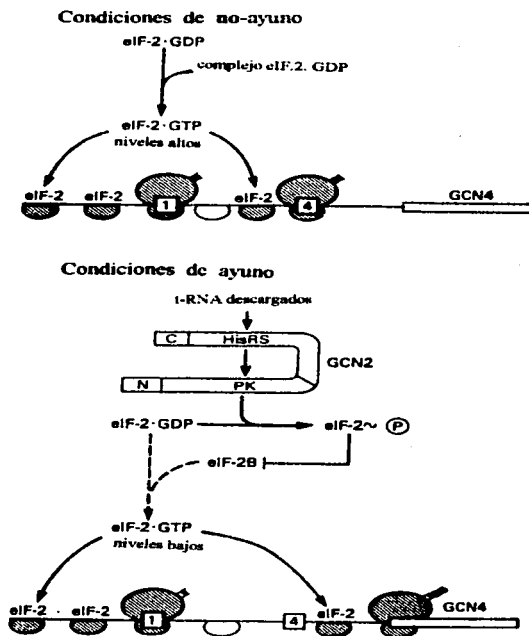 Condiciones de no-ayuno
eIF-2·GDP
complejo eIF.2. GDP
eIF-2·GTP
niveles altos
eIF-2 eIF-2 1 eIF-2 4 GCN4
Condiciones de ayuno
t-RNA descargados
C HisRS
GCN2
N PK
eIF-2·GDP eIF-2~ P
eIF-2B
eIF-2·GTP
niveles bajos
eIF-2 · eIF-2 1 4 eIF-2 GCN4